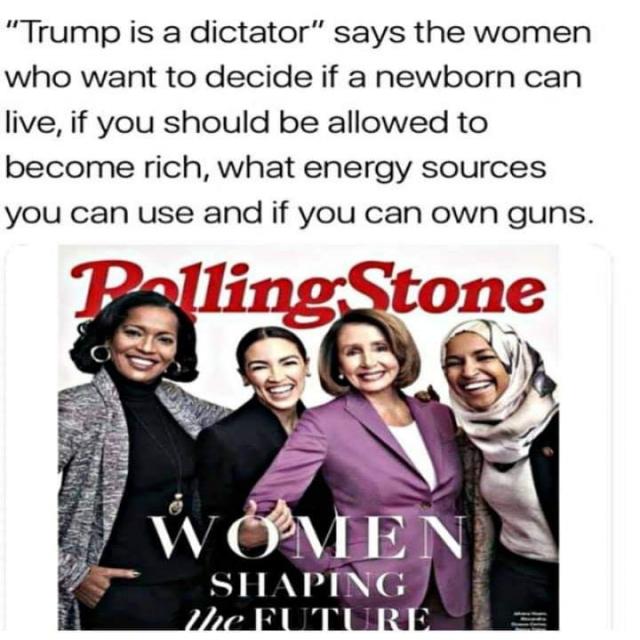 "Trump is a dictator" says the women
who want to decide if a newborn can
live, if you should be allowed to
become rich, what energy sources
you can use and if you can own guns.
RollingStone
WOMEN
SHAPING
the FUTURE